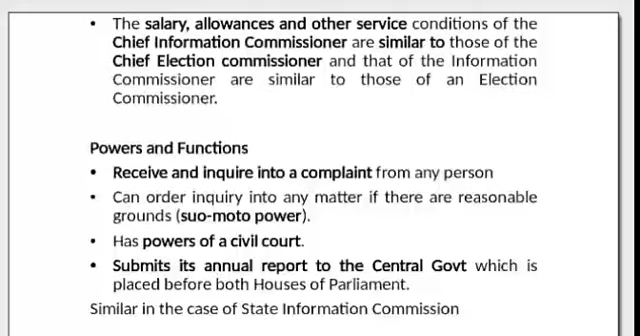 • The salary, allowances and other service conditions of the
Chief Information Commissioner are similar to those of the
Chief Election commissioner and that of the Information
Commissioner are similar to those of an Election
Commissioner.
Powers and Functions
• Receive and inquire into a complaint from any person
• Can order inquiry into any matter if there are reasonable
grounds (suo-moto power).
• Has powers of a civil court.
• Submits its annual report to the Central Govt which is
placed before both Houses of Parliament.
Similar in the case of State Information Commission